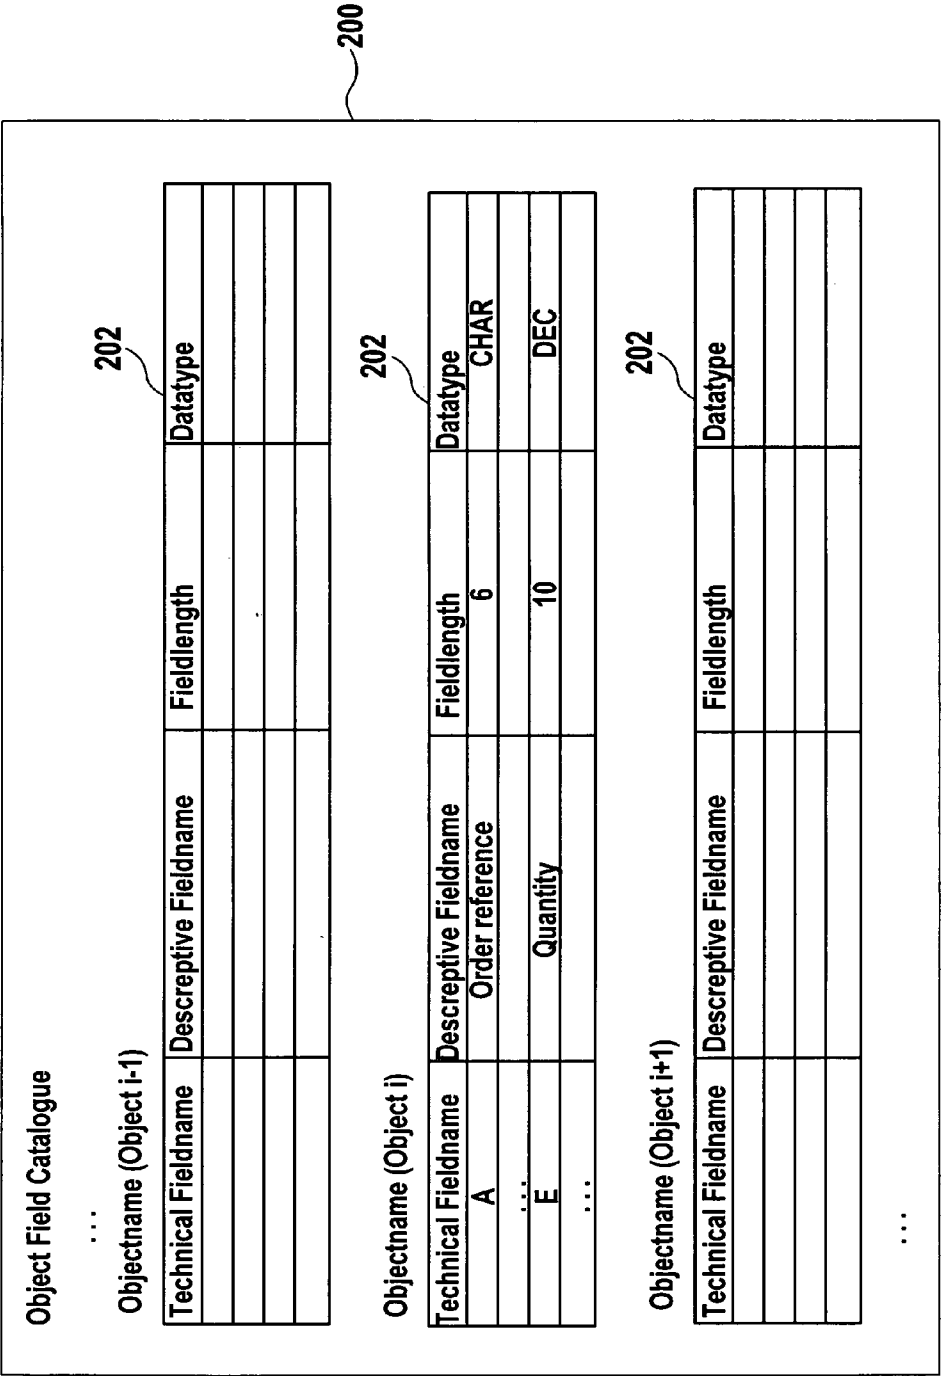 200
Object Field Catalogue
...
Objectname (Object i-1)
202
Technical Fieldname Descreptive Fieldname Fieldlength Datatype
Objectname (Object i)
202
Technical Fieldname Descreptive Fieldname Fieldlength Datatype
A Order reference 6 CHAR
...
E Quantity 10 DEC
...
Objectname (Object i+1)
202
Technical Fieldname Descreptive Fieldname Fieldlength Datatype
...